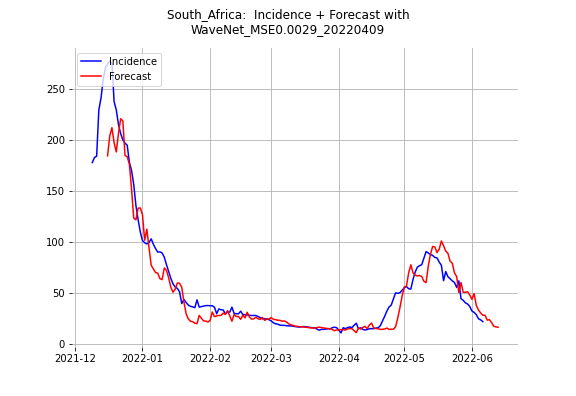 South_Africa:  Incidence + Forecast with
WaveNet_MSE0.0029_20220409
Incidence
Forecast
250
200
150
100
50
0
2021-12 2022-01 2022-02 2022-03 2022-04 2022-05 2022-06